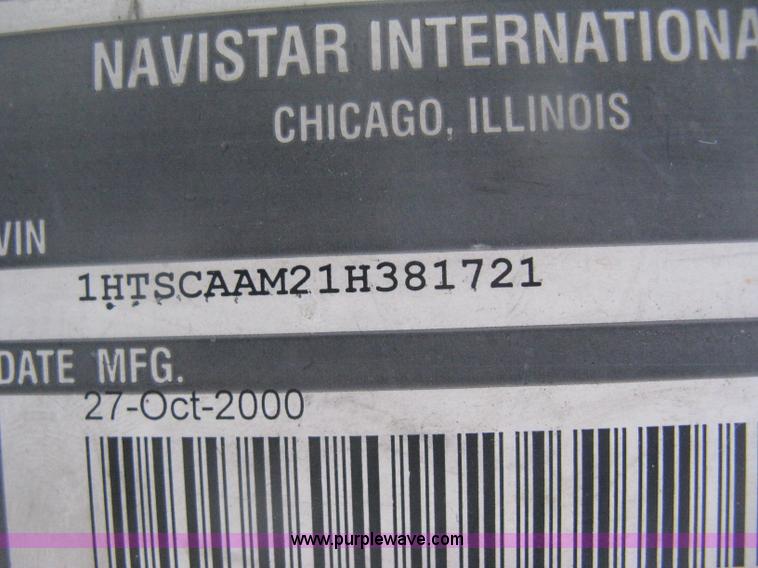 NAVISTAR INTERNATIONA
CHICAGO, ILLINOIS
VIN
1HTSCAAM21H381721
DATE MFG.
27-Oct-2000
www.purplewave.com